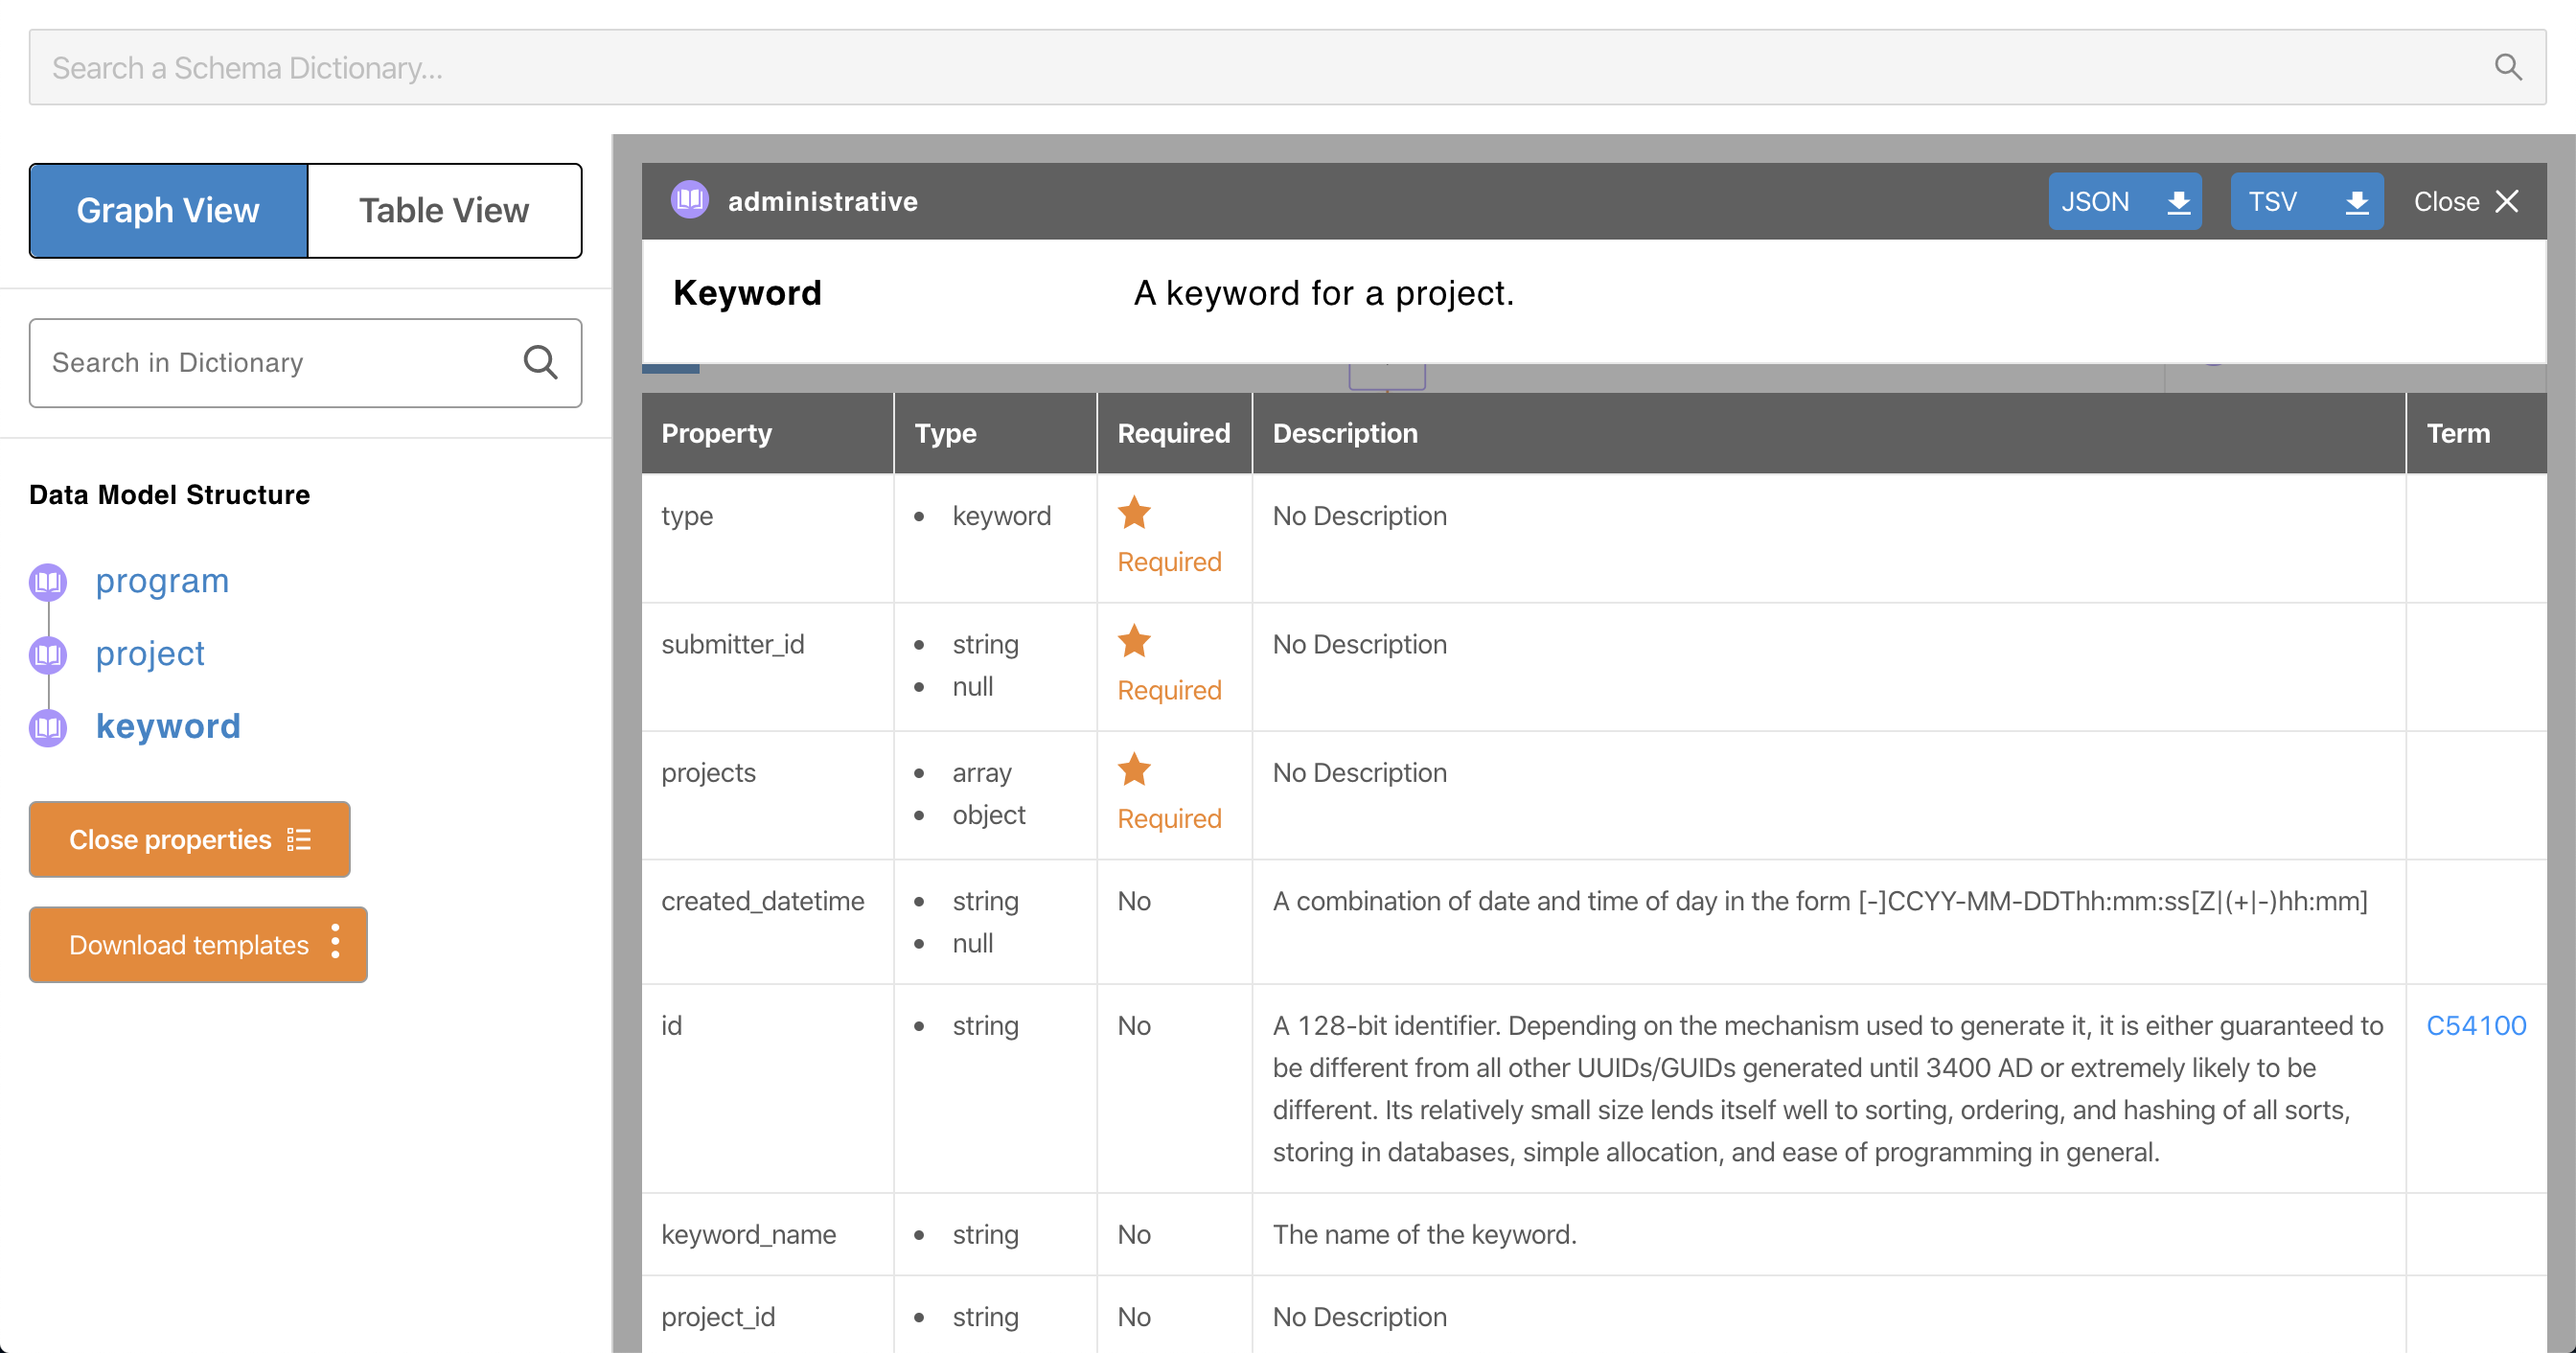 Search a Schema Dictionary...
Graph View
Table View
Search in Dictionary
Data Model Structure
program
project
keyword
Close properties
Download templates
administrative
JSON
TSV
Close
Keyword
A keyword for a project.
Property Type Required Description Term
type • keyword Required No Description
submitter_id • string Required No Description
• null
projects • array Required No Description
• object
created_datetime • string No A combination of date and time of day in the form [-]CCYY-MM-DDThh:mm:ss[Z|(+|-)hh:mm]
• null
id • string No A 128-bit identifier. Depending on the mechanism used to generate it, it is either guaranteed to C54100
be different from all other UUIDs/GUIDs generated until 3400 AD or extremely likely to be
different. Its relatively small size lends itself well to sorting, ordering, and hashing of all sorts,
storing in databases, simple allocation, and ease of programming in general.
keyword_name • string No The name of the keyword.
project_id • string No No Description